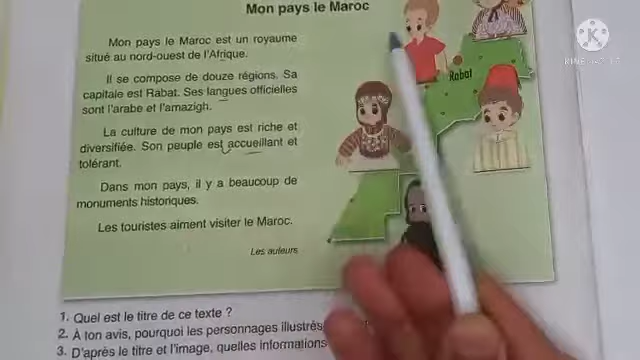 Mon pays le Maroc
Mon pays le Maroc est un royaume
situé au nord-ouest de l'Afrique.
Il se compose de douze régions. Sa
capitale est Rabat. Ses langues officielles
sont l'arabe et l'amazigh.
La culture de mon pays est riche et
diversifiée. Son peuple est accueillant et
tolérant.
Dans mon pays, il y a beaucoup de
monuments historiques.
Les touristes aiment visiter le Maroc.
Les auteurs
Rabat
1. Quel est le titre de ce texte ?
2. À ton avis, pourquoi les personnages illustrés
3. D'après le titre et l'image, quelles informations